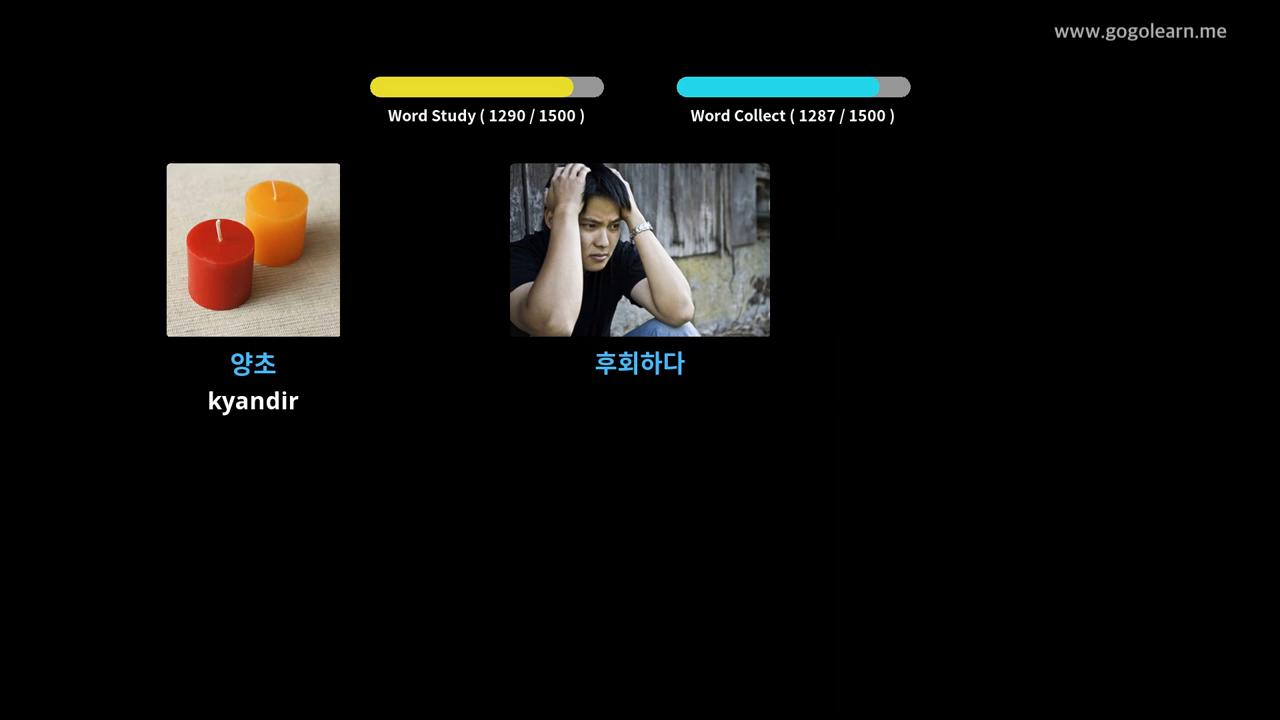 www.gogolearn.me
Word Study ( 1290 / 1500 )
Word Collect ( 1287 / 1500 )
양초
후회하다
kyandir